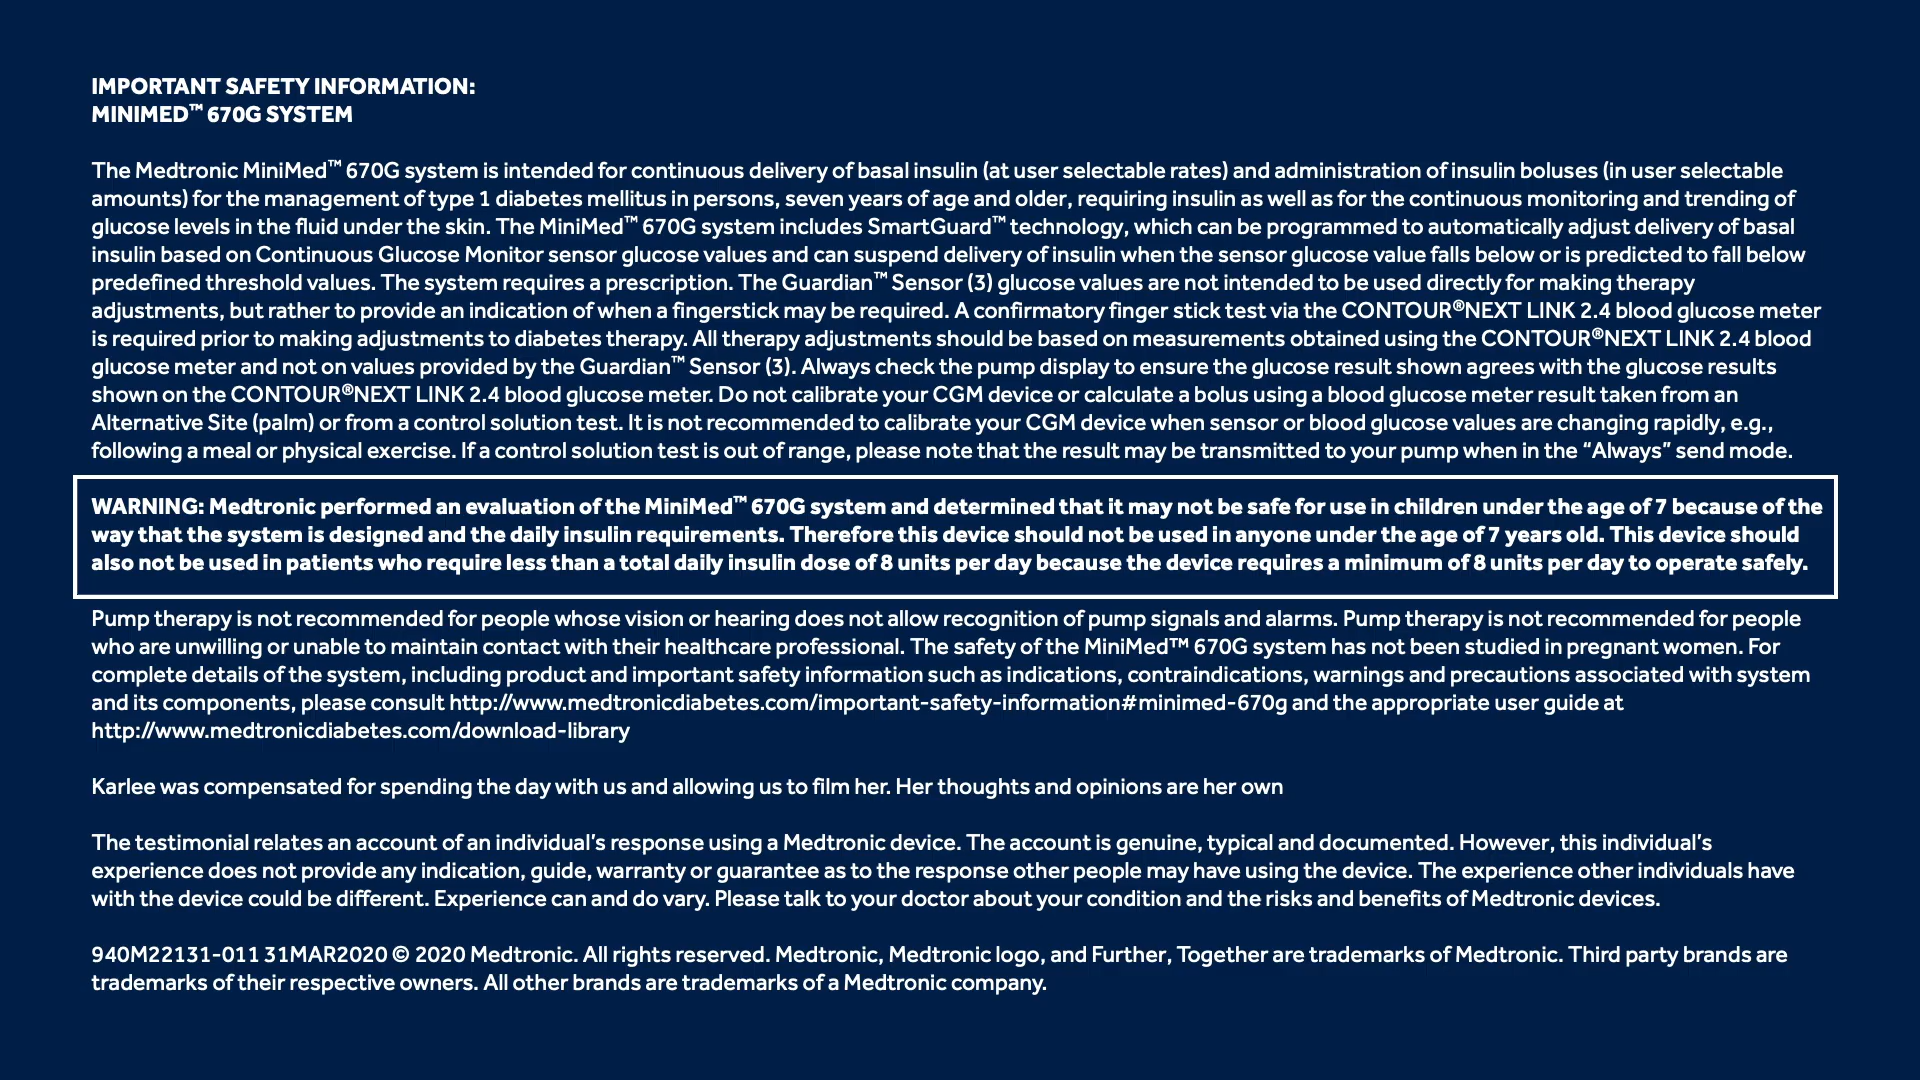 IMPORTANT SAFETY INFORMATION:
MINIMED™ 670G SYSTEM
The Medtronic MiniMed™ 670G system is intended for continuous delivery of basal insulin (at user selectable rates) and administration of insulin boluses (in user selectable
amounts) for the management of type 1 diabetes mellitus in persons, seven years of age and older, requiring insulin as well as for the continuous monitoring and trending of
glucose levels in the fluid under the skin. The MiniMed™ 670G system includes SmartGuard™ technology, which can be programmed to automatically adjust delivery of basal
insulin based on Continuous Glucose Monitor sensor glucose values and can suspend delivery of insulin when the sensor glucose value falls below or is predicted to fall below
predefined threshold values. The system requires a prescription. The Guardian™ Sensor (3) glucose values are not intended to be used directly for making therapy
adjustments, but rather to provide an indication of when a fingerstick may be required. A confirmatory finger stick test via the CONTOUR®NEXT LINK 2.4 blood glucose meter
is required prior to making adjustments to diabetes therapy. All therapy adjustments should be based on measurements obtained using the CONTOUR®NEXT LINK 2.4 blood
glucose meter and not on values provided by the Guardian™ Sensor (3). Always check the pump display to ensure the glucose result shown agrees with the glucose results
shown on the CONTOUR®NEXT LINK 2.4 blood glucose meter. Do not calibrate your CGM device or calculate a bolus using a blood glucose meter result taken from an
Alternative Site (palm) or from a control solution test. It is not recommended to calibrate your CGM device when sensor or blood glucose values are changing rapidly, e.g.,
following a meal or physical exercise. If a control solution test is out of range, please note that the result may be transmitted to your pump when in the “Always” send mode.
WARNING: Medtronic performed an evaluation of the MiniMed™ 670G system and determined that it may not be safe for use in children under the age of 7 because of the
way that the system is designed and the daily insulin requirements. Therefore this device should not be used in anyone under the age of 7 years old. This device should
also not be used in patients who require less than a total daily insulin dose of 8 units per day because the device requires a minimum of 8 units per day to operate safely.
Pump therapy is not recommended for people whose vision or hearing does not allow recognition of pump signals and alarms. Pump therapy is not recommended for people
who are unwilling or unable to maintain contact with their healthcare professional. The safety of the MiniMed™ 670G system has not been studied in pregnant women. For
complete details of the system, including product and important safety information such as indications, contraindications, warnings and precautions associated with system
and its components, please consult http://www.medtronicdiabetes.com/important-safety-information#minimed-670g and the appropriate user guide at
http://www.medtronicdiabetes.com/download-library
Karlee was compensated for spending the day with us and allowing us to film her. Her thoughts and opinions are her own
The testimonial relates an account of an individual’s response using a Medtronic device. The account is genuine, typical and documented. However, this individual’s
experience does not provide any indication, guide, warranty or guarantee as to the response other people may have using the device. The experience other individuals have
with the device could be different. Experience can and do vary. Please talk to your doctor about your condition and the risks and benefits of Medtronic devices.
940M22131-011 31MAR2020 © 2020 Medtronic. All rights reserved. Medtronic, Medtronic logo, and Further, Together are trademarks of Medtronic. Third party brands are
trademarks of their respective owners. All other brands are trademarks of a Medtronic company.